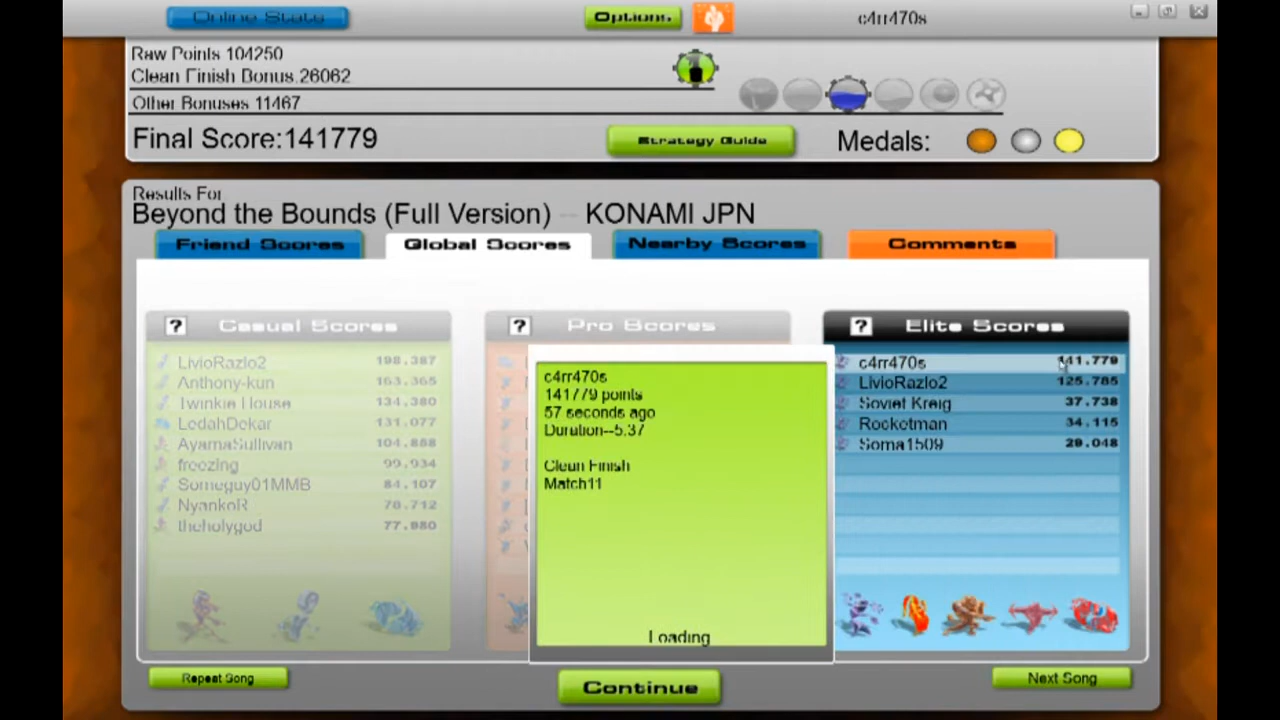 Online Stats
Options
c4rr470s
Raw Points 104250
Clean Finish Bonus 26062
Other Bonuses 11467
Final Score:141779
Strategy Guide
Medals:
Results For
Beyond the Bounds (Full Version) -- KONAMI JPN
Friend Scores
Global Scores
Nearby Scores
Comments
? Casual Scores
LivioRazlo2 198,387
Anthony-kun 163,365
Twinkie House 134,380
LedahDekar 131,077
AyamaSullivan 104,888
freezing 99,934
Someguy01MMB 84,107
NyankoR 78,712
theholygod 77,880
? Pro Scores
? Elite Scores
c4rr470s 141,779
LivioRazlo2 125,785
Soviet Kreig 37,738
Rocketman 34,115
Soma1509 29,048
c4rr470s
141779 points
57 seconds ago
Duration--5:37
Clean Finish
Match11
Loading
Repeat Song
Continue
Next Song